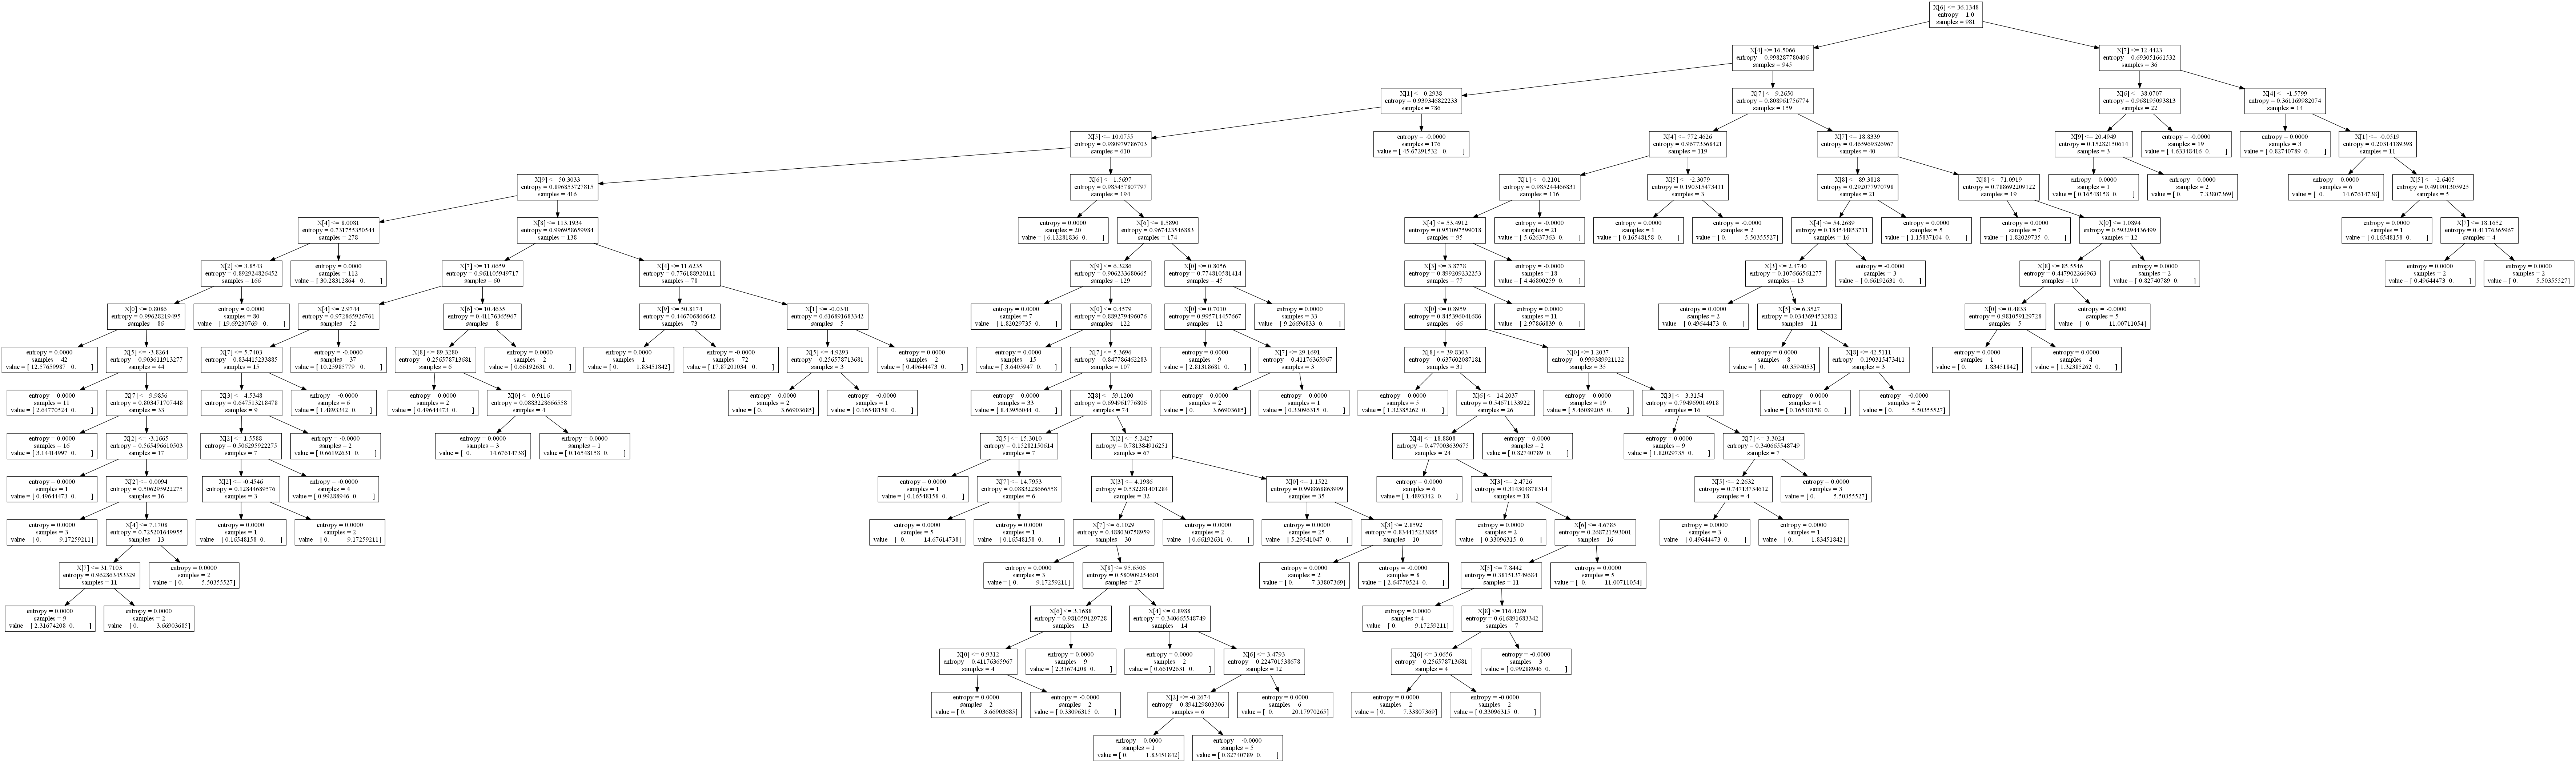 X[6] <= 36.1348
entropy = 1.0
samples = 981
X[4] <= 16.5066
entropy = 0.998287780406
samples = 945
X[7] <= 12.4423
entropy = 0.693051661532
samples = 36
X[1] <= 0.2938
entropy = 0.939346822233
samples = 786
X[7] <= 9.2650
entropy = 0.808961756774
samples = 159
X[6] <= 38.0707
entropy = 0.968195093813
samples = 22
X[4] <= -1.5799
entropy = 0.361169982074
samples = 14
X[5] <= 10.0755
entropy = 0.980979786703
samples = 610
entropy = -0.0000
samples = 176
value = [ 45.67291532 0. ]
X[4] <= 772.4626
entropy = 0.96773368421
samples = 119
X[7] <= 18.8339
entropy = 0.465969326967
samples = 40
X[9] <= 20.4949
entropy = 0.15282150614
samples = 3
entropy = -0.0000
samples = 19
value = [ 4.63348416 0. ]
entropy = 0.0000
samples = 3
value = [ 0.82740789 0. ]
X[1] <= -0.0519
entropy = 0.20314189398
samples = 11
X[9] <= 50.3033
entropy = 0.896853727815
samples = 416
X[6] <= 1.5697
entropy = 0.985457807797
samples = 194
X[1] <= 0.2101
entropy = 0.985244466831
samples = 116
X[5] <= -2.3079
entropy = 0.190315473411
samples = 3
X[8] <= 89.3818
entropy = 0.292077970798
samples = 21
X[8] <= 71.0919
entropy = 0.788692209122
samples = 19
entropy = 0.0000
samples = 1
value = [ 0.16548158 0. ]
entropy = 0.0000
samples = 2
value = [ 0. 7.33807369]
entropy = 0.0000
samples = 6
value = [ 0. 14.67614738]
X[5] <= -2.6405
entropy = 0.491901305925
samples = 5
X[4] <= 8.0081
entropy = 0.731755350544
samples = 278
X[8] <= 113.1934
entropy = 0.996958659984
samples = 138
entropy = 0.0000
samples = 20
value = [ 6.12281836 0. ]
X[6] <= 8.5890
entropy = 0.967423546883
samples = 174
X[4] <= 53.4912
entropy = 0.951097599018
samples = 95
entropy = -0.0000
samples = 21
value = [ 5.62637363 0. ]
entropy = 0.0000
samples = 1
value = [ 0.16548158 0. ]
entropy = -0.0000
samples = 2
value = [ 0. 5.50355527]
X[4] <= 54.2689
entropy = 0.184544853711
samples = 16
entropy = 0.0000
samples = 5
value = [ 1.15837104 0. ]
entropy = 0.0000
samples = 7
value = [ 1.82029735 0. ]
X[0] <= 1.0894
entropy = 0.593294436499
samples = 12
entropy = 0.0000
samples = 1
value = [ 0.16548158 0. ]
X[7] <= 18.1652
entropy = 0.41176365967
samples = 4
X[2] <= 3.8543
entropy = 0.892924826452
samples = 166
entropy = 0.0000
samples = 112
value = [ 30.28312864 0. ]
X[7] <= 11.0659
entropy = 0.961105949717
samples = 60
X[4] <= 11.6235
entropy = 0.776188920111
samples = 78
X[9] <= 6.3286
entropy = 0.906233680665
samples = 129
X[0] <= 0.8056
entropy = 0.774810581414
samples = 45
X[3] <= 3.8778
entropy = 0.899209232253
samples = 77
entropy = -0.0000
samples = 18
value = [ 4.46800259 0. ]
X[3] <= 2.4740
entropy = 0.107666561277
samples = 13
entropy = -0.0000
samples = 3
value = [ 0.66192631 0. ]
X[8] <= 85.5546
entropy = 0.447902266963
samples = 10
entropy = 0.0000
samples = 2
value = [ 0.82740789 0. ]
entropy = 0.0000
samples = 2
value = [ 0.49644473 0. ]
entropy = 0.0000
samples = 2
value = [ 0. 5.50355527]
X[0] <= 0.8086
entropy = 0.99628219495
samples = 86
entropy = 0.0000
samples = 80
value = [ 19.69230769 0. ]
X[4] <= 2.9744
entropy = 0.972865926761
samples = 52
X[6] <= 10.4635
entropy = 0.41176365967
samples = 8
X[9] <= 50.8174
entropy = 0.446706866642
samples = 73
X[1] <= -0.0341
entropy = 0.616891683342
samples = 5
entropy = 0.0000
samples = 7
value = [ 1.82029735 0. ]
X[0] <= 0.4579
entropy = 0.889279496076
samples = 122
X[0] <= 0.7010
entropy = 0.995714457667
samples = 12
entropy = 0.0000
samples = 33
value = [ 9.26696833 0. ]
X[0] <= 0.8959
entropy = 0.845396041686
samples = 66
entropy = 0.0000
samples = 11
value = [ 2.97866839 0. ]
entropy = 0.0000
samples = 2
value = [ 0.49644473 0. ]
X[5] <= 6.3527
entropy = 0.0343694532812
samples = 11
X[0] <= 0.4833
entropy = 0.981059129728
samples = 5
entropy = -0.0000
samples = 5
value = [ 0. 11.00711054]
entropy = 0.0000
samples = 42
value = [ 12.57659987 0. ]
X[5] <= -3.8264
entropy = 0.903611913277
samples = 44
X[7] <= 5.7403
entropy = 0.834415233885
samples = 15
entropy = -0.0000
samples = 37
value = [ 10.25985779 0. ]
X[8] <= 89.3280
entropy = 0.256578713681
samples = 6
entropy = 0.0000
samples = 2
value = [ 0.66192631 0. ]
entropy = 0.0000
samples = 1
value = [ 0. 1.83451842]
entropy = -0.0000
samples = 72
value = [ 17.87201034 0. ]
X[5] <= 4.9293
entropy = 0.256578713681
samples = 3
entropy = 0.0000
samples = 2
value = [ 0.49644473 0. ]
entropy = 0.0000
samples = 15
value = [ 3.6405947 0. ]
X[7] <= 5.3696
entropy = 0.847786462283
samples = 107
entropy = 0.0000
samples = 9
value = [ 2.81318681 0. ]
X[7] <= 29.1691
entropy = 0.41176365967
samples = 3
X[8] <= 39.8303
entropy = 0.637602087181
samples = 31
X[0] <= 1.2037
entropy = 0.999389921122
samples = 35
entropy = 0.0000
samples = 8
value = [ 0. 40.3594053]
X[8] <= 42.5111
entropy = 0.190315473411
samples = 3
entropy = 0.0000
samples = 1
value = [ 0. 1.83451842]
entropy = 0.0000
samples = 4
value = [ 1.32385262 0. ]
entropy = 0.0000
samples = 11
value = [ 2.64770524 0. ]
X[7] <= 9.9856
entropy = 0.803471707448
samples = 33
X[3] <= 4.5348
entropy = 0.647513218478
samples = 9
entropy = -0.0000
samples = 6
value = [ 1.4893342 0. ]
entropy = 0.0000
samples = 2
value = [ 0.49644473 0. ]
X[0] <= 0.9116
entropy = 0.0883228666558
samples = 4
entropy = 0.0000
samples = 2
value = [ 0. 3.66903685]
entropy = -0.0000
samples = 1
value = [ 0.16548158 0. ]
entropy = 0.0000
samples = 33
value = [ 8.43956044 0. ]
X[8] <= 59.1200
entropy = 0.694961776806
samples = 74
entropy = 0.0000
samples = 2
value = [ 0. 3.66903685]
entropy = 0.0000
samples = 1
value = [ 0.33096315 0. ]
entropy = 0.0000
samples = 5
value = [ 1.32385262 0. ]
X[6] <= 14.2037
entropy = 0.54671133922
samples = 26
entropy = 0.0000
samples = 19
value = [ 5.46089205 0. ]
X[3] <= 3.3154
entropy = 0.794969014918
samples = 16
entropy = 0.0000
samples = 1
value = [ 0.16548158 0. ]
entropy = -0.0000
samples = 2
value = [ 0. 5.50355527]
entropy = 0.0000
samples = 16
value = [ 3.14414997 0. ]
X[2] <= -3.1665
entropy = 0.565496610503
samples = 17
X[2] <= 1.5588
entropy = 0.506295922275
samples = 7
entropy = -0.0000
samples = 2
value = [ 0.66192631 0. ]
entropy = 0.0000
samples = 3
value = [ 0. 14.67614738]
entropy = 0.0000
samples = 1
value = [ 0.16548158 0. ]
X[5] <= 15.3010
entropy = 0.15282150614
samples = 7
X[2] <= 5.2427
entropy = 0.781384916251
samples = 67
X[4] <= 18.8808
entropy = 0.477003639675
samples = 24
entropy = 0.0000
samples = 2
value = [ 0.82740789 0. ]
entropy = 0.0000
samples = 9
value = [ 1.82029735 0. ]
X[7] <= 3.3024
entropy = 0.340665548749
samples = 7
entropy = 0.0000
samples = 1
value = [ 0.49644473 0. ]
X[2] <= 0.0094
entropy = 0.506295922275
samples = 16
X[2] <= -0.4546
entropy = 0.12844689576
samples = 3
entropy = -0.0000
samples = 4
value = [ 0.99288946 0. ]
entropy = 0.0000
samples = 1
value = [ 0.16548158 0. ]
X[7] <= 14.7953
entropy = 0.0883228666558
samples = 6
X[3] <= 4.1986
entropy = 0.532281401284
samples = 32
X[0] <= 1.1522
entropy = 0.998868863999
samples = 35
entropy = 0.0000
samples = 6
value = [ 1.4893342 0. ]
X[3] <= 2.4726
entropy = 0.314304878314
samples = 18
X[5] <= 2.2632
entropy = 0.74713734612
samples = 4
entropy = 0.0000
samples = 3
value = [ 0. 5.50355527]
entropy = 0.0000
samples = 3
value = [ 0. 9.17259211]
X[4] <= 7.1708
entropy = 0.725201649955
samples = 13
entropy = 0.0000
samples = 1
value = [ 0.16548158 0. ]
entropy = 0.0000
samples = 2
value = [ 0. 9.17259211]
entropy = 0.0000
samples = 5
value = [ 0. 14.67614738]
entropy = 0.0000
samples = 1
value = [ 0.16548158 0. ]
X[7] <= 6.1029
entropy = 0.488030758959
samples = 30
entropy = 0.0000
samples = 2
value = [ 0.66192631 0. ]
entropy = 0.0000
samples = 25
value = [ 5.29541047 0. ]
X[3] <= 2.8592
entropy = 0.834415233885
samples = 10
entropy = 0.0000
samples = 2
value = [ 0.33096315 0. ]
X[6] <= 4.6785
entropy = 0.268721593001
samples = 16
entropy = 0.0000
samples = 3
value = [ 0.49644473 0. ]
entropy = 0.0000
samples = 1
value = [ 0. 1.83451842]
X[7] <= 31.7103
entropy = 0.962863453329
samples = 11
entropy = 0.0000
samples = 2
value = [ 0. 5.50355527]
entropy = 0.0000
samples = 3
value = [ 0. 9.17259211]
X[8] <= 95.6506
entropy = 0.580909254601
samples = 27
entropy = 0.0000
samples = 2
value = [ 0. 7.33807369]
entropy = -0.0000
samples = 8
value = [ 2.64770524 0. ]
X[5] <= 7.8442
entropy = 0.381513749684
samples = 11
entropy = 0.0000
samples = 5
value = [ 0. 11.00711054]
entropy = 0.0000
samples = 9
value = [ 2.31674208 0. ]
entropy = 0.0000
samples = 2
value = [ 0. 3.66903685]
X[6] <= 3.1688
entropy = 0.981059129728
samples = 13
X[4] <= 0.8988
entropy = 0.340665548749
samples = 14
entropy = 0.0000
samples = 4
value = [ 0. 9.17259211]
X[8] <= 116.4289
entropy = 0.616891683342
samples = 7
X[0] <= 0.9312
entropy = 0.41176365967
samples = 4
entropy = 0.0000
samples = 9
value = [ 2.31674208 0. ]
entropy = 0.0000
samples = 2
value = [ 0.66192631 0. ]
X[6] <= 3.4793
entropy = 0.224701538678
samples = 12
X[6] <= 3.0656
entropy = 0.256578713681
samples = 4
entropy = -0.0000
samples = 3
value = [ 0.99288946 0. ]
entropy = 0.0000
samples = 2
value = [ 0. 3.66903685]
entropy = -0.0000
samples = 2
value = [ 0.33096315 0. ]
X[2] <= -0.2674
entropy = 0.894129803306
samples = 6
entropy = 0.0000
samples = 6
value = [ 0. 20.17970265]
entropy = 0.0000
samples = 2
value = [ 0. 7.33807369]
entropy = -0.0000
samples = 2
value = [ 0.33096315 0. ]
entropy = 0.0000
samples = 1
value = [ 0. 1.83451842]
entropy = -0.0000
samples = 5
value = [ 0.82740789 0. ]